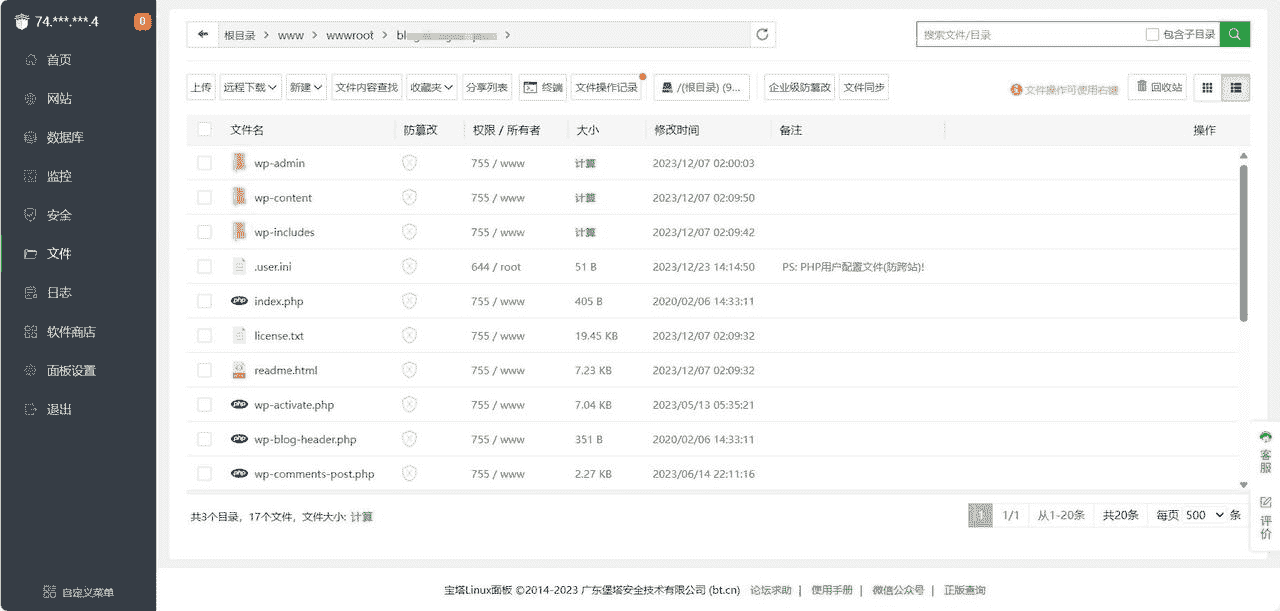 74.***.***.4 0
首页
网站
数据库
监控
安全
文件
日志
软件商店
面板设置
退出
自定义菜单
根目录 > www > wwwroot > bl >
搜索文件/目录 包含子目录
上传 远程下载 新建 文件内容查找 收藏夹 分享列表 终端 文件操作记录 /(根目录) (9... 企业级防篡改 文件同步 文件操作可使用右键 回收站
文件名 防篡改 权限 / 所有者 大小 修改时间 备注 操作
wp-admin 755 / www 计算 2023/12/07 02:00:03
wp-content 755 / www 计算 2023/12/07 02:09:50
wp-includes 755 / www 计算 2023/12/07 02:09:42
.user.ini 644 / root 51 B 2023/12/23 14:14:50 PS: PHP用户配置文件(防跨站)!
php index.php 755 / www 405 B 2020/02/06 14:33:11
license.txt 755 / www 19.45 KB 2023/12/07 02:09:32
readme.html 755 / www 7.23 KB 2023/12/07 02:09:32
php wp-activate.php 755 / www 7.04 KB 2023/05/13 05:35:21
php wp-blog-header.php 755 / www 351 B 2020/02/06 14:33:11
php wp-comments-post.php 755 / www 2.27 KB 2023/06/14 22:11:16
共3个目录，17个文件，文件大小: 计算
1 1/1 从1-20条 共20条 每页 500 条
客服
评价
宝塔Linux面板 ©2014-2023 广东堡塔安全技术有限公司 (bt.cn) 论坛求助 | 使用手册 | 微信公众号 | 正版查询